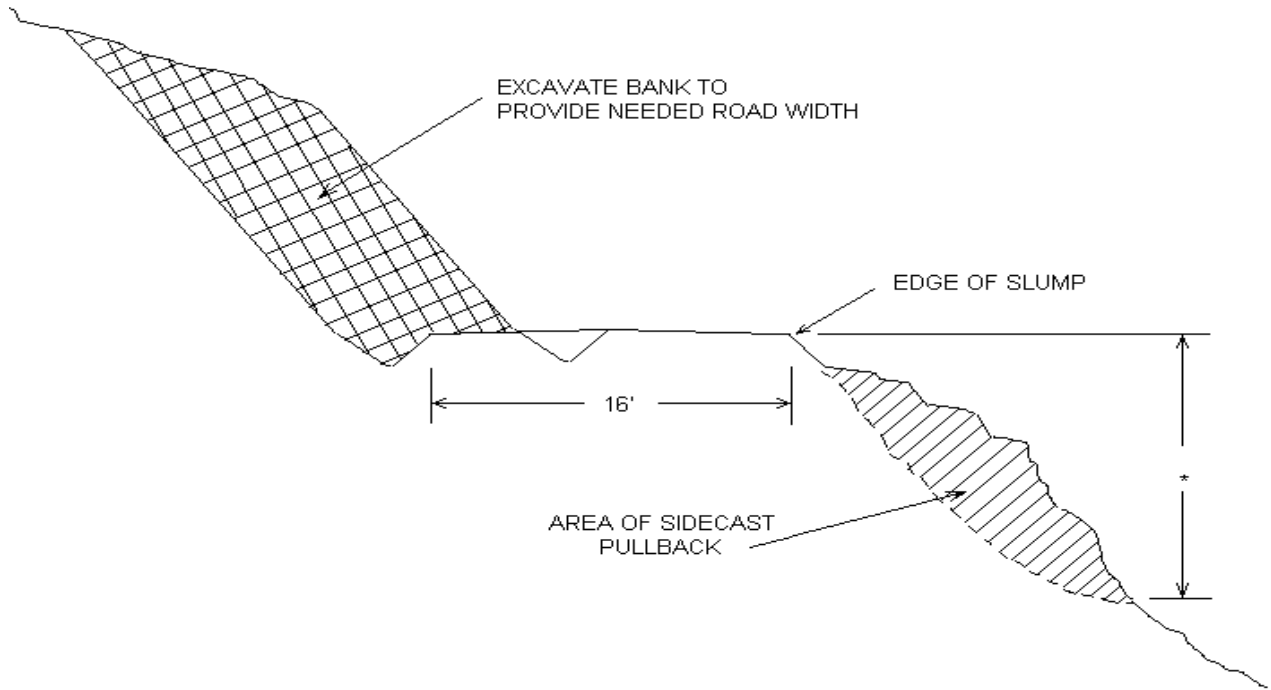 EXCAVATE BANK TO
PROVIDE NEEDED ROAD WIDTH
EDGE OF SLUMP
16'
*
AREA OF SIDECAST
PULLBACK